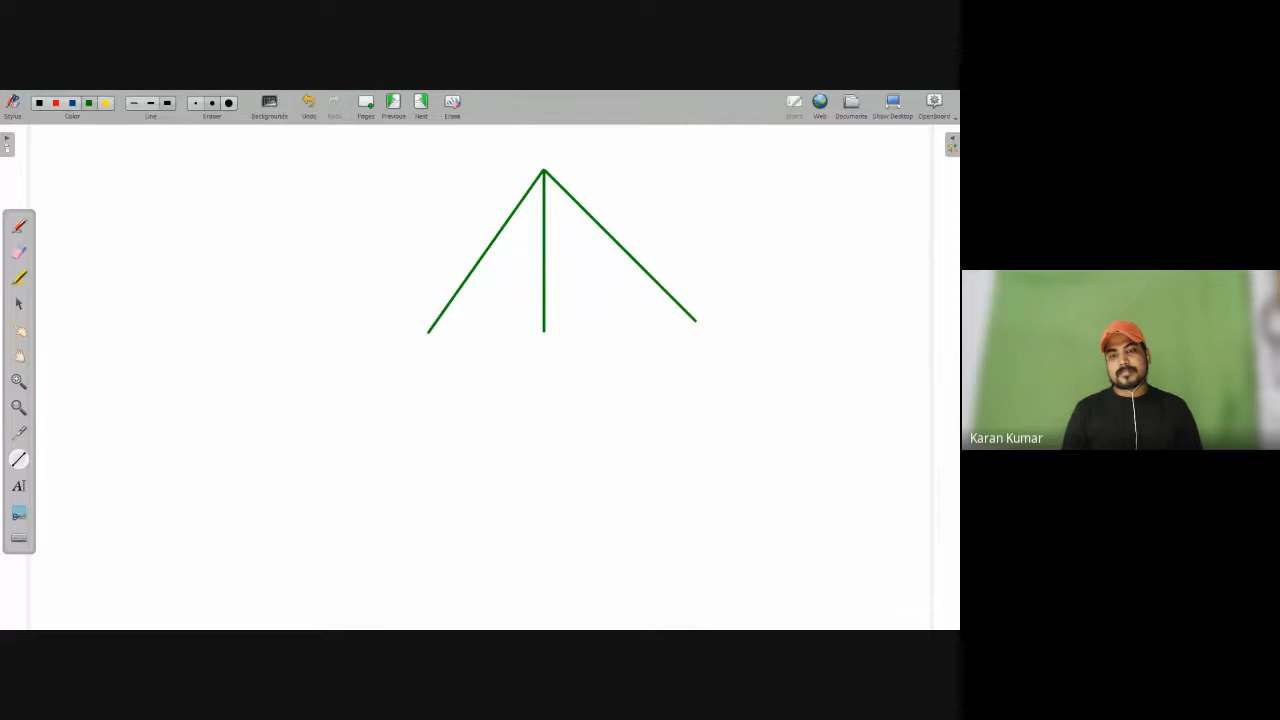 Stylus Color Line Eraser Backgrounds Undo Redo Pages Previous Next Erase Board Web Documents Show Desktop OpenBoard
AI
Karan Kumar